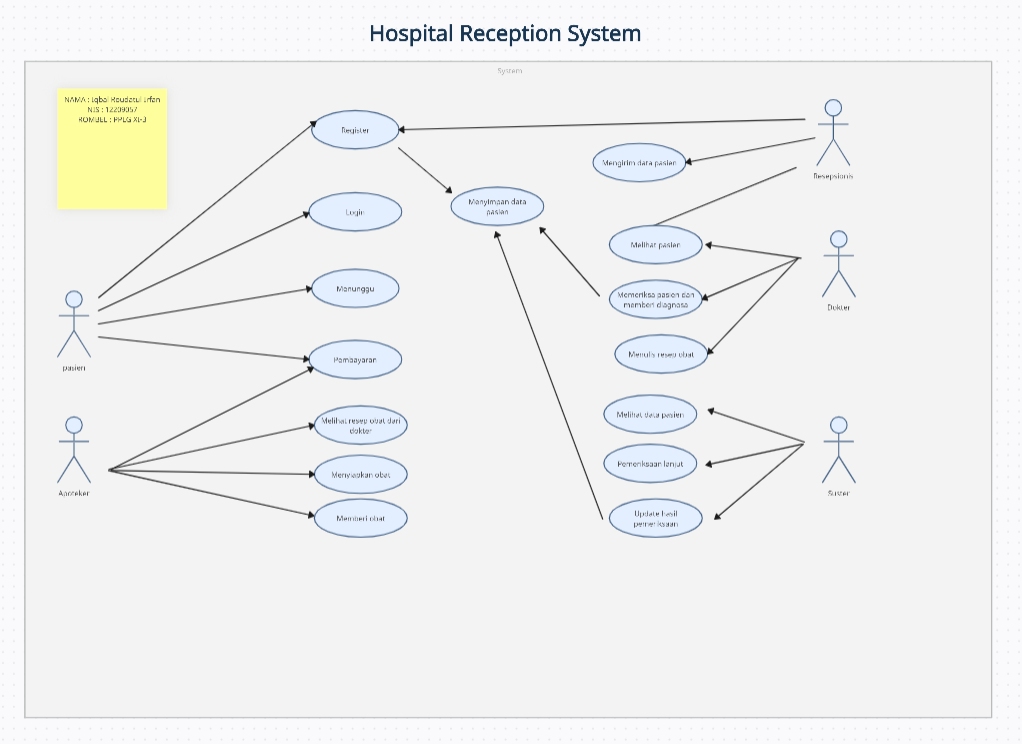 Hospital Reception System
System
NAMA : Iqbal Roudatul Irfan
NIS : 12209057
ROMBEL : PPLG XI-3
Register
Mengirim data pasien
Resepsionis
Login
Menyimpan data
pasien
Melihat pasien
Menunggu
Memeriksa pasien dan
memberi diagnosa
Dokter
pasien
Pembayaran
Menulis resep obat
Melihat resep obat dari
dokter
Melihat data pasien
Apoteker
Menyiapkan obat
Pemeriksaan lanjut
Suster
Memberi obat
Update hasil
pemeriksaan